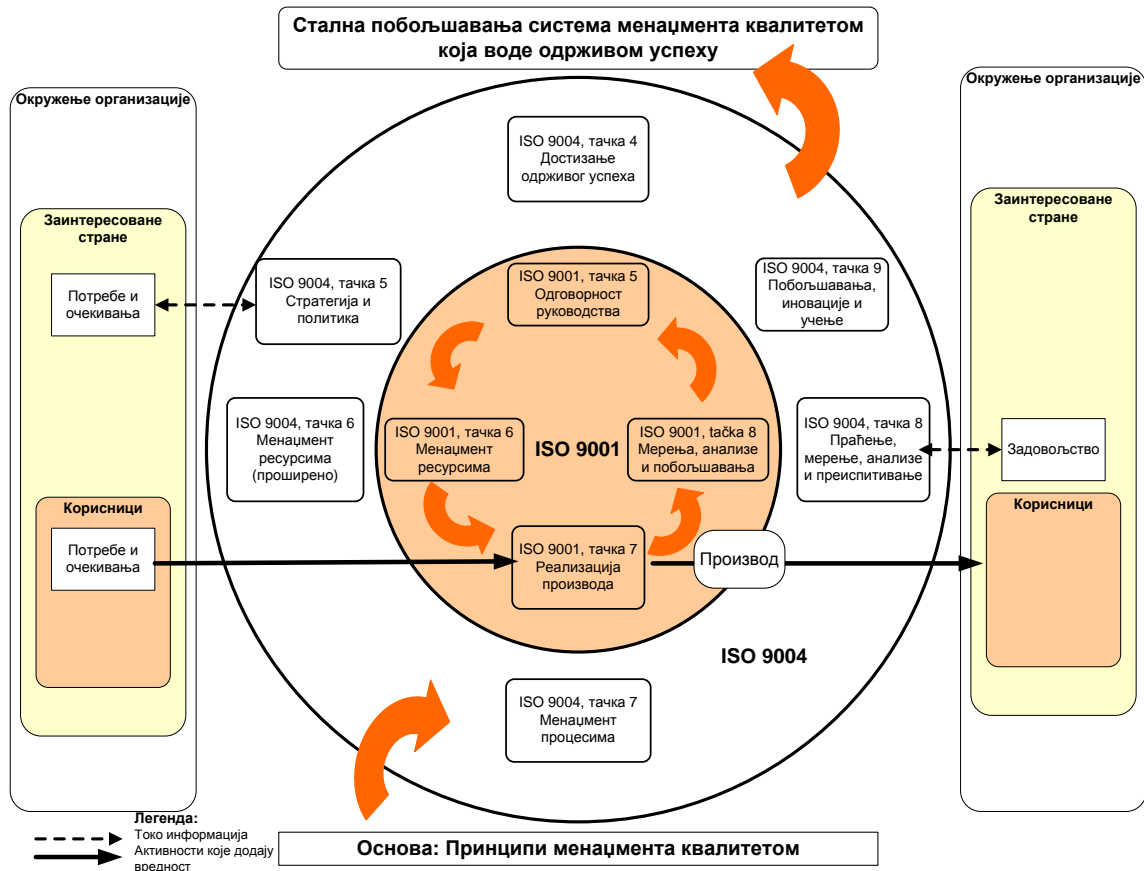 Стална побољшавања система менаџмента квалитетом
која воде одрживом успеху
Окружење организације
Заинтересоване
стране
Потребе и
очекивања
Корисници
Потребе и
очекивања
ISO 9004, тачка 4
Достизање
одрживог успеха
ISO 9004, тачка 5
Стратегија и
политика
ISO 9001, тачка 5
Одговорност
руководства
ISO 9004, тачка 9
Побољшавања,
иновације и
учење
ISO 9004, тачка 6
Менаџмент
ресурсима
(проширено)
ISO 9001, тачка 6
Менаџмент
ресурсима
ISO 9001
ISO 9001, taчka 8
Мерења, анализе
и побољшавања
ISO 9004, тачка 8
Праћење,
мерење, анализе
и преиспитивање
ISO 9001, тачка 7
Реализација
производа
Производ
ISO 9004
ISO 9004, тачка 7
Менаџмент
процесима
Окружење организације
Заинтересоване
стране
Задовољство
Корисници
Легенда:
Токо информација
Активности које додају
вредност
Основа: Принципи менаџмента квалитетом